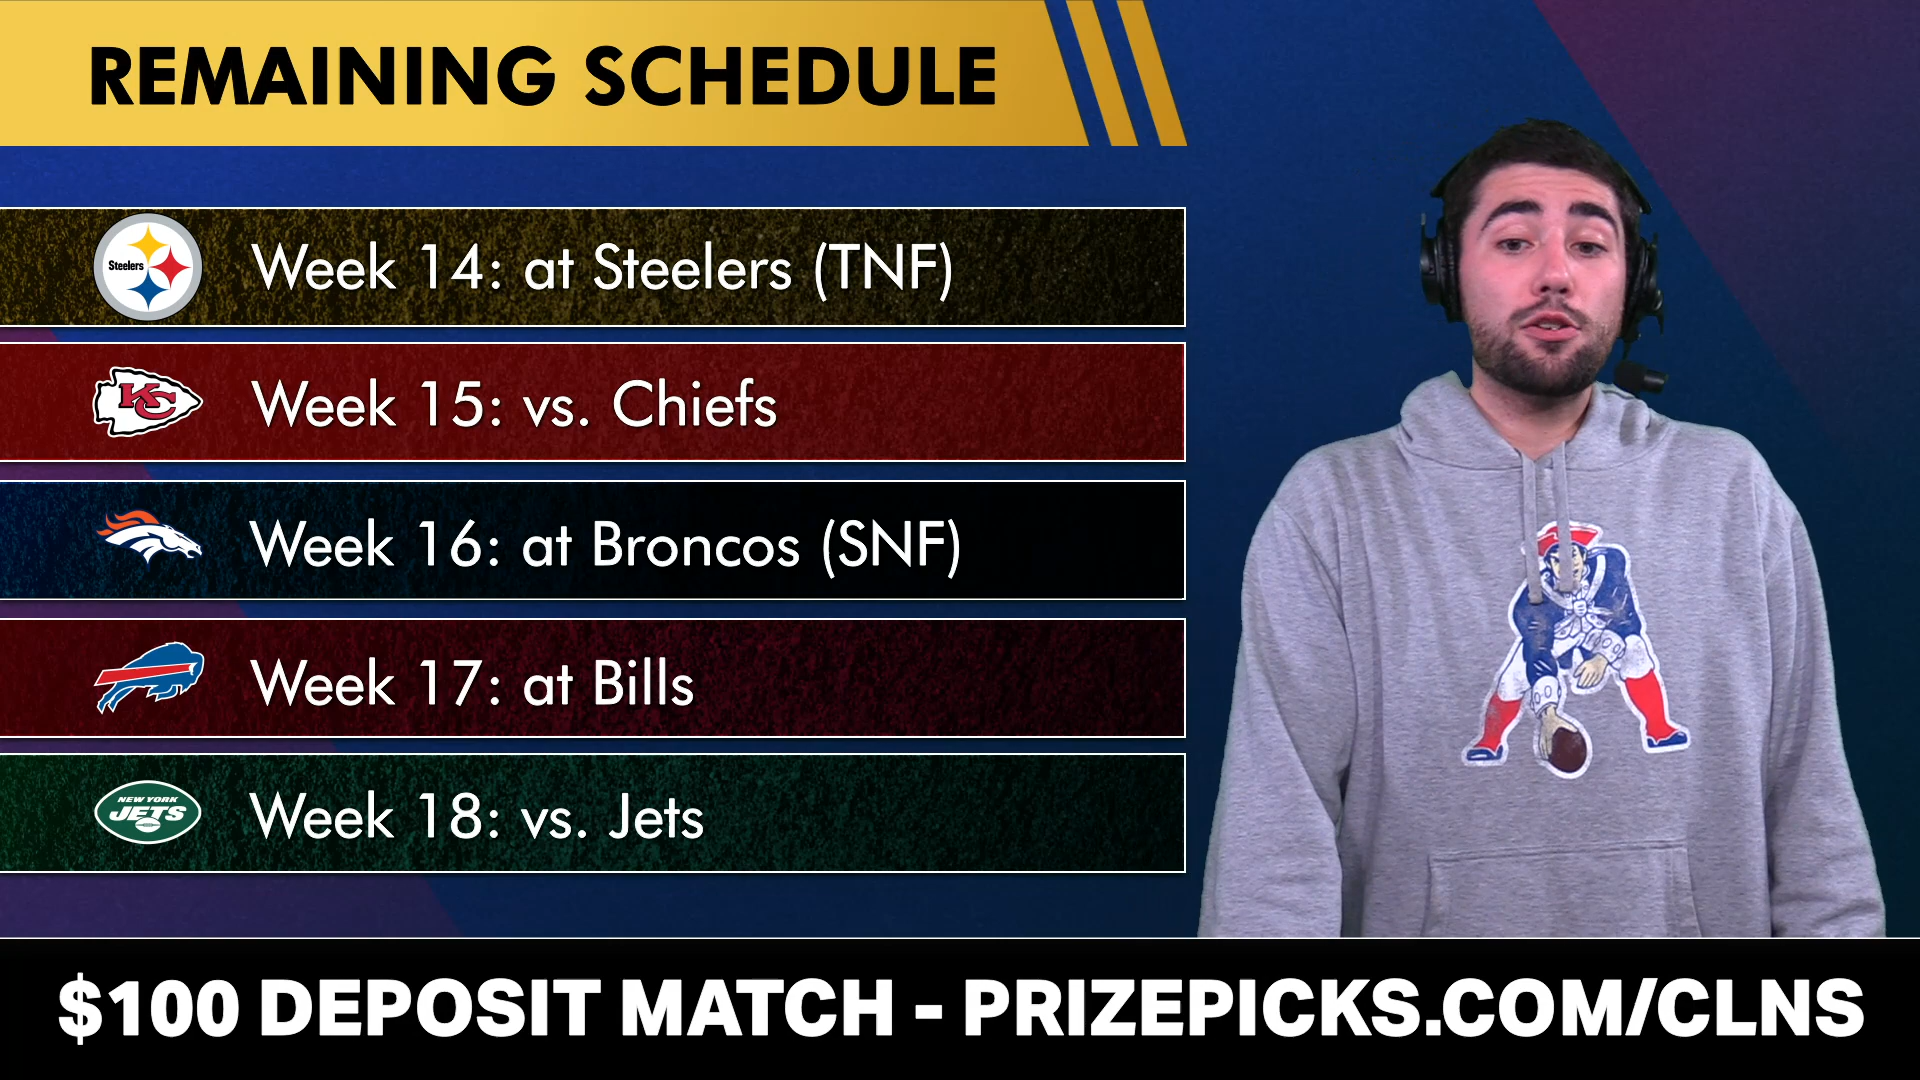 REMAINING SCHEDULE
Steelers
Week 14: at Steelers (TNF)
KC
Week 15: vs. Chiefs
Week 16: at Broncos (SNF)
Week 17: at Bills
NEW YORK
JETS
Week 18: vs. Jets
$100 DEPOSIT MATCH - PRIZEPICKS.COM/CLNS